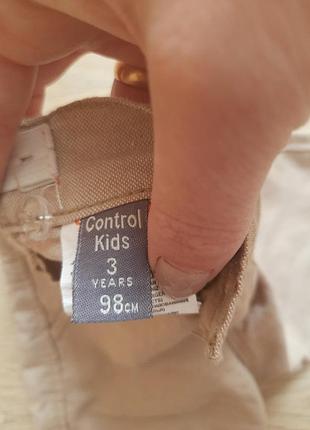 Control
Kids
3
YEARS
98CM